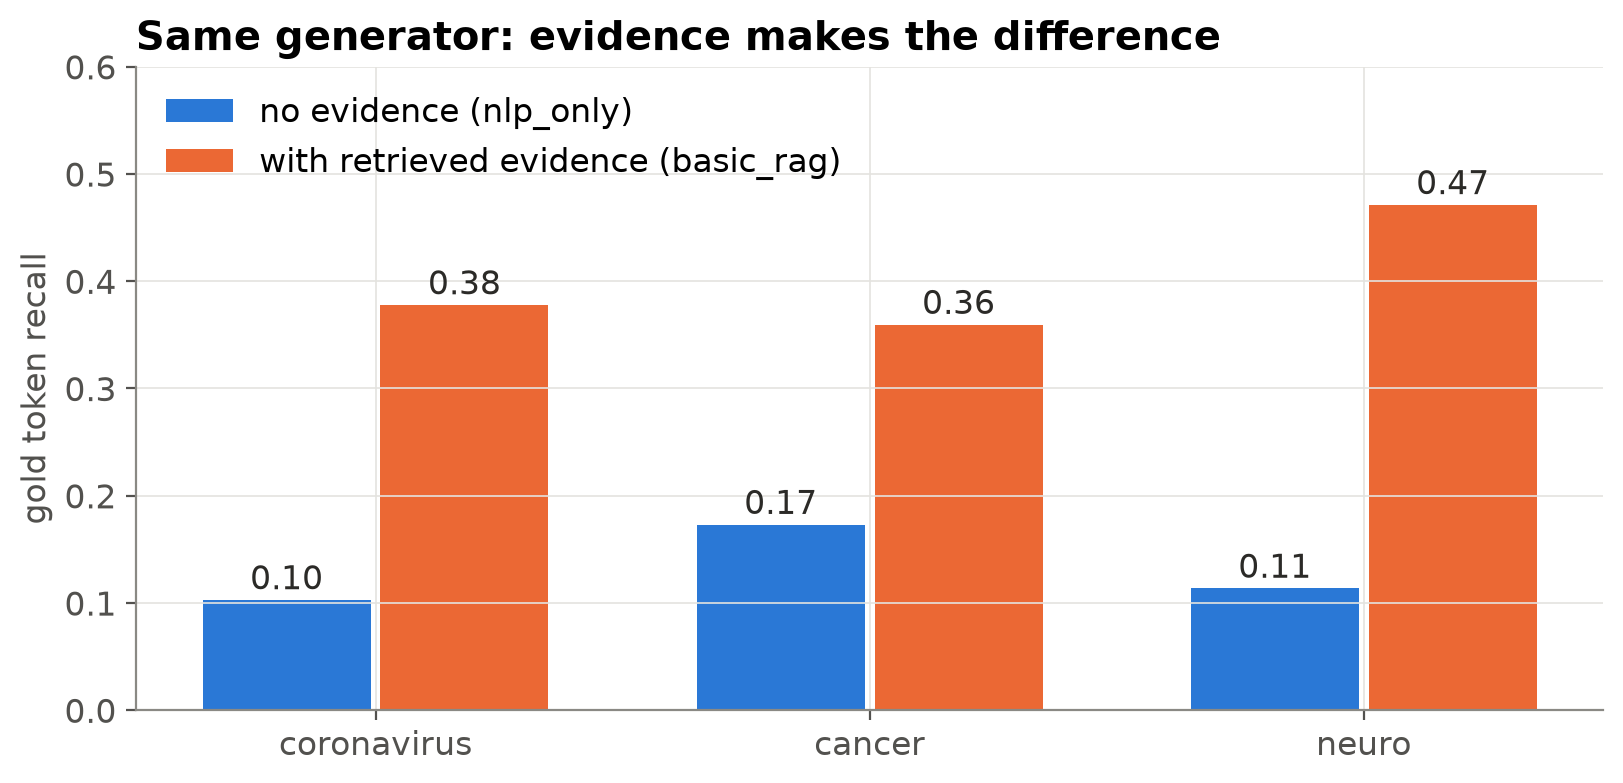 Same generator: evidence makes the difference
no evidence (nlp_only)
with retrieved evidence (basic_rag)
gold token recall
0.6
0.5
0.4
0.3
0.2
0.1
0.0
0.10
0.38
0.17
0.36
0.11
0.47
coronavirus
cancer
neuro